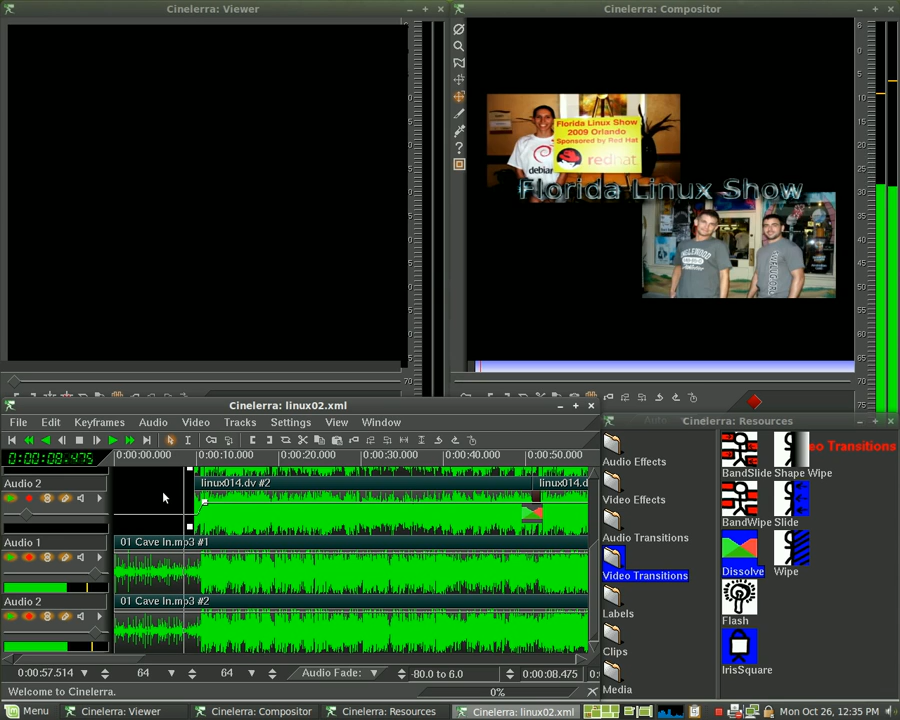 Cinelerra: Viewer
Cinelerra: Compositor
Florida Linux Show
2009 Orlando
Sponsored by Red Hat
redhat
debian
Florida Linux Show
Cinelerra: linux02.xml
File Edit Keyframes Audio Video Tracks Settings View Window
0:00:08.475
0:00:00.000 0:00:10.000 0:00:20.000 0:00:30.000 0:00:40.000 0:00:50.000
Audio 2
linux014.dv #2
linux014.d
Audio 1
01 Cave In.mp3 #1
Audio 2
01 Cave In.mp3 #2
0:00:57.514 64 64 Audio Fade: -80.0 to 6.0 0:00:08.475 0:
Welcome to Cinelerra.
0%
Cinelerra: Resources
Audio Effects
Video Effects
Audio Transitions
Video Transitions
Labels
Clips
Media
eo Transitions
BandSlide Shape Wipe
BandWipe Slide
Dissolve Wipe
Flash
IrisSquare
Menu
Cinelerra: Viewer
Cinelerra: Compositor
Cinelerra: Resources
Cinelerra: linux02.xml
Mon Oct 26, 12:35 PM